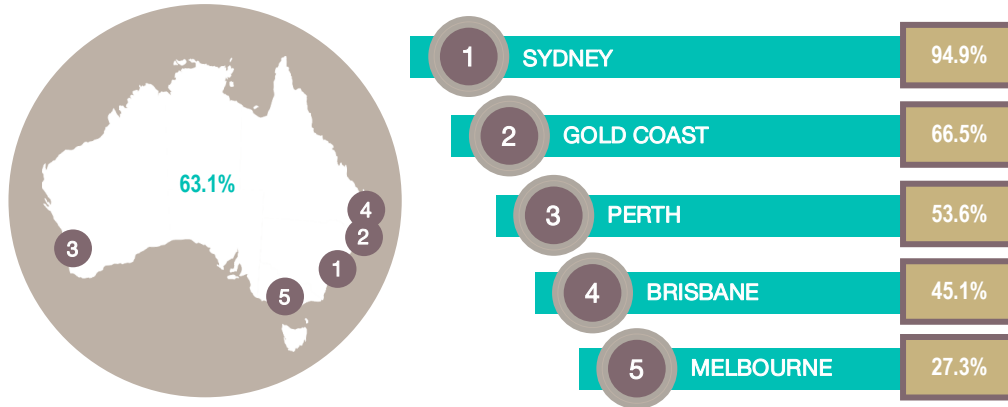 63.1%
4
2
3
1
5
1 SYDNEY 94.9%
2 GOLD COAST 66.5%
3 PERTH 53.6%
4 BRISBANE 45.1%
5 MELBOURNE 27.3%